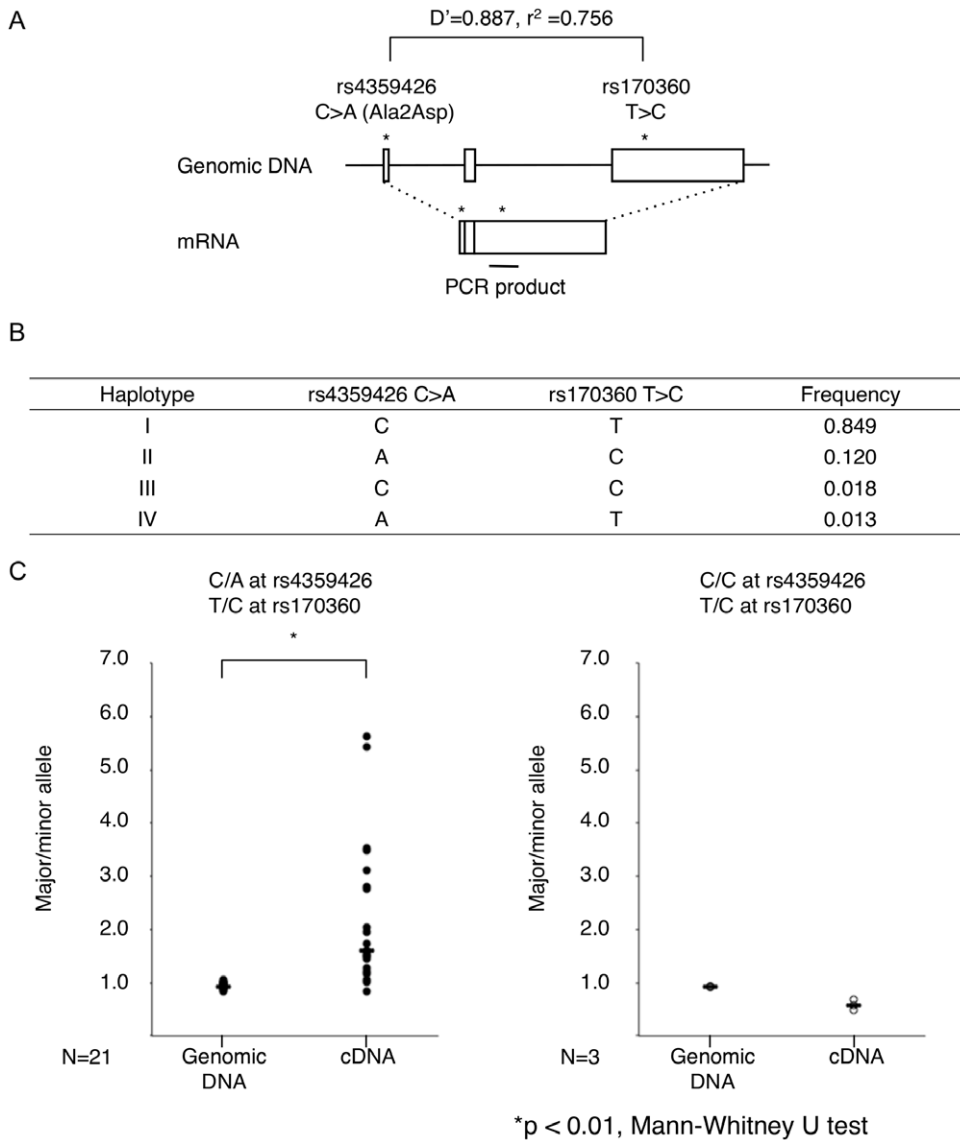 A
D'=0.887, r² =0.756
rs4359426
C>A (Ala2Asp)
rs170360
T>C
*
*
Genomic DNA
*
*
mRNA
PCR product
B
Haplotype rs4359426 C>A rs170360 T>C Frequency
I C T 0.849
II A C 0.120
III C C 0.018
IV A T 0.013
C
C/A at rs4359426
T/C at rs170360
*
7.0
6.0
5.0
4.0
3.0
2.0
1.0
Major/minor allele
N=21
Genomic
DNA
cDNA
C/C at rs4359426
T/C at rs170360
7.0
6.0
5.0
4.0
3.0
2.0
1.0
Major/minor allele
N=3
Genomic
DNA
cDNA
*p < 0.01, Mann-Whitney U test